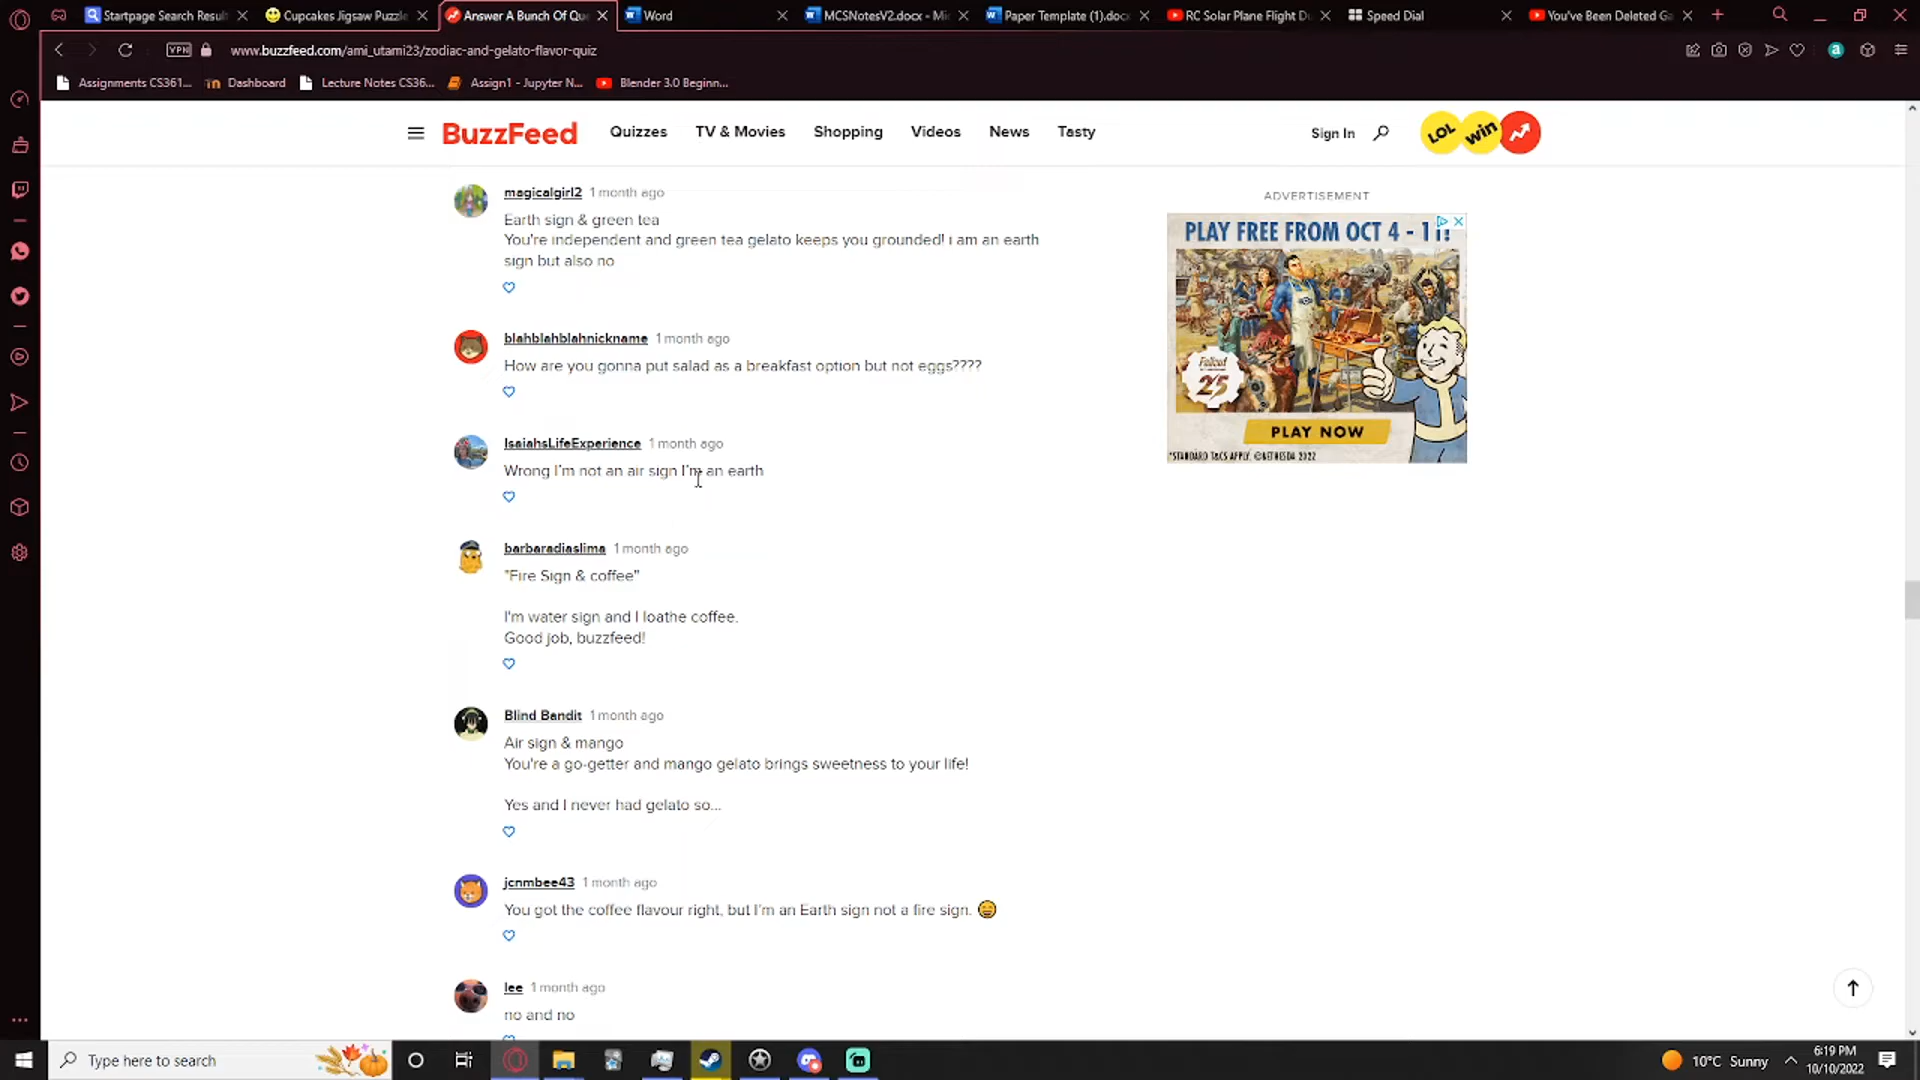 Startpage Search Result
Cupcakes Jigsaw Puzzle
Answer A Bunch Of Qu
Word
MCSNotesV2.docx - Mi
Paper Template (1).docx
RC Solar Plane Flight D
Speed Dial
You've Been Deleted Ga
VPN
www.buzzfeed.com/ami_utami23/zodiac-and-gelato-flavor-quiz
Assignments CS361...
Dashboard
Lecture Notes CS36...
Assign1 - Jupyter N...
Blender 3.0 Beginn...
BuzzFeed
Quizzes
TV & Movies
Shopping
Videos
News
Tasty
Sign In
LOL
win
magicalgirl2 1 month ago
Earth sign & green tea
You're independent and green tea gelato keeps you grounded! i am an earth
sign but also no
blahblahblahnickname 1 month ago
How are you gonna put salad as a breakfast option but not eggs????
IsaiahsLifeExperience 1 month ago
Wrong I'm not an air sign I'm an earth
barbaradiaslima 1 month ago
"Fire Sign & coffee"
I'm water sign and I loathe coffee.
Good job, buzzfeed!
Blind Bandit 1 month ago
Air sign & mango
You're a go-getter and mango gelato brings sweetness to your life!
Yes and I never had gelato so...
jcnmbee43 1 month ago
You got the coffee flavour right, but I'm an Earth sign not a fire sign. 😄
lee 1 month ago
no and no
ADVERTISEMENT
PLAY FREE FROM OCT 4 - 11!
Fallout
25
PLAY NOW
*STANDARD T&CS APPLY. ©BETHESDA 2022
Type here to search
10°C Sunny
6:19 PM
10/10/2022